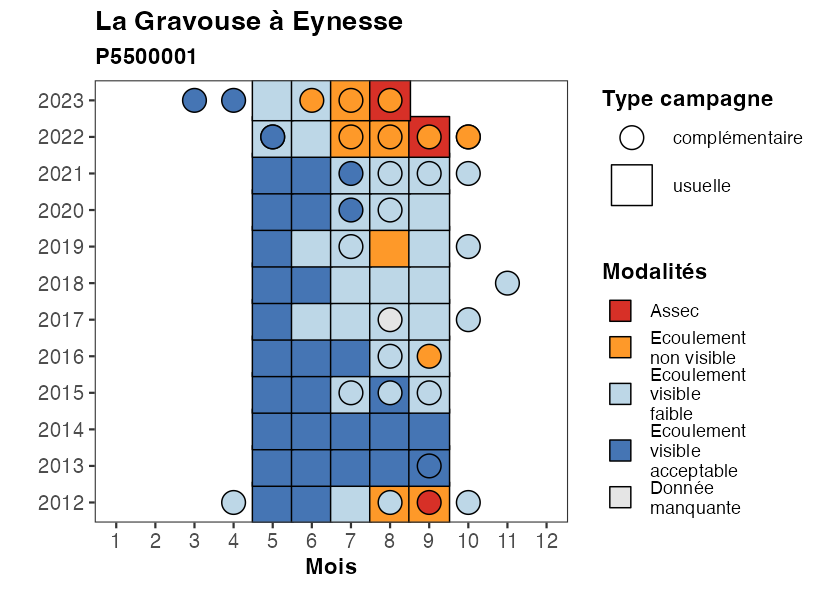 La Gravouse à Eynesse
P5500001
2023
2022
2021
2020
2019
2018
2017
2016
2015
2014
2013
2012
1 2 3 4 5 6 7 8 9 10 11 12
Mois
Type campagne
complémentaire
usuelle
Modalités
Assec
Ecoulement
non visible
Ecoulement
visible
faible
Ecoulement
visible
acceptable
Donnée
manquante